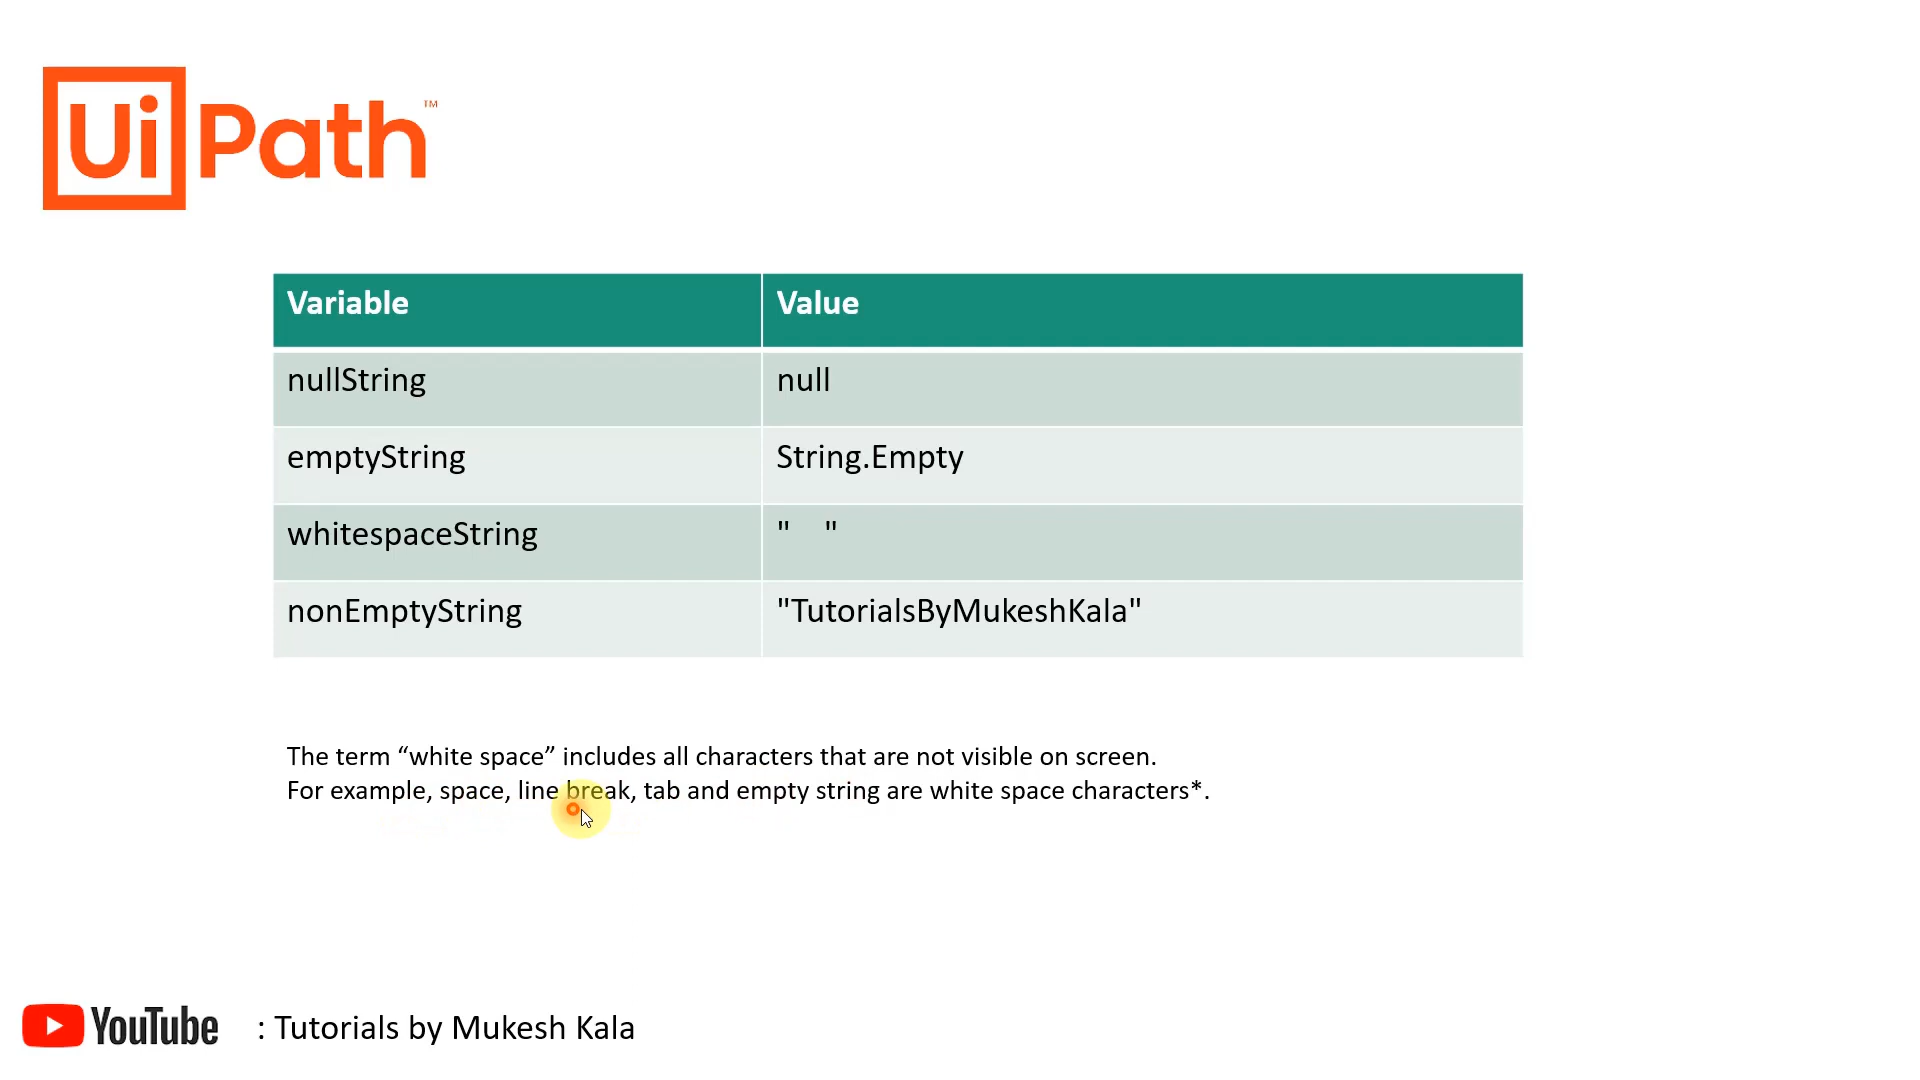 UiPath™
Variable Value
nullString null
emptyString String.Empty
whitespaceString "    "
nonEmptyString "TutorialsByMukeshKala"
The term “white space” includes all characters that are not visible on screen.
For example, space, line break, tab and empty string are white space characters*.
YouTube : Tutorials by Mukesh Kala